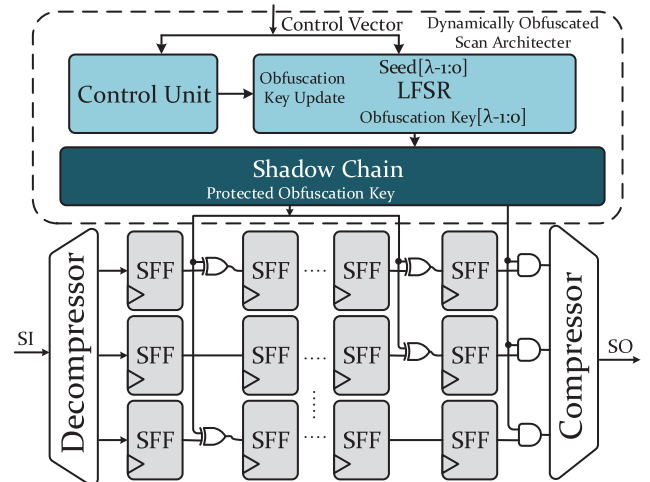 Control Vector
Dynamically Obfuscated
Scan Architecter
Control Unit
Obfuscation
Key Update
Seed[λ-1:0]
LFSR
Obfuscation Key[λ-1:0]
Shadow Chain
Protected Obfuscation Key
SI
Decompressor
SFF
SFF
....
SFF
SFF
SFF
SFF
....
SFF
SFF
SFF
SFF
....
SFF
SFF
Compressor
SO